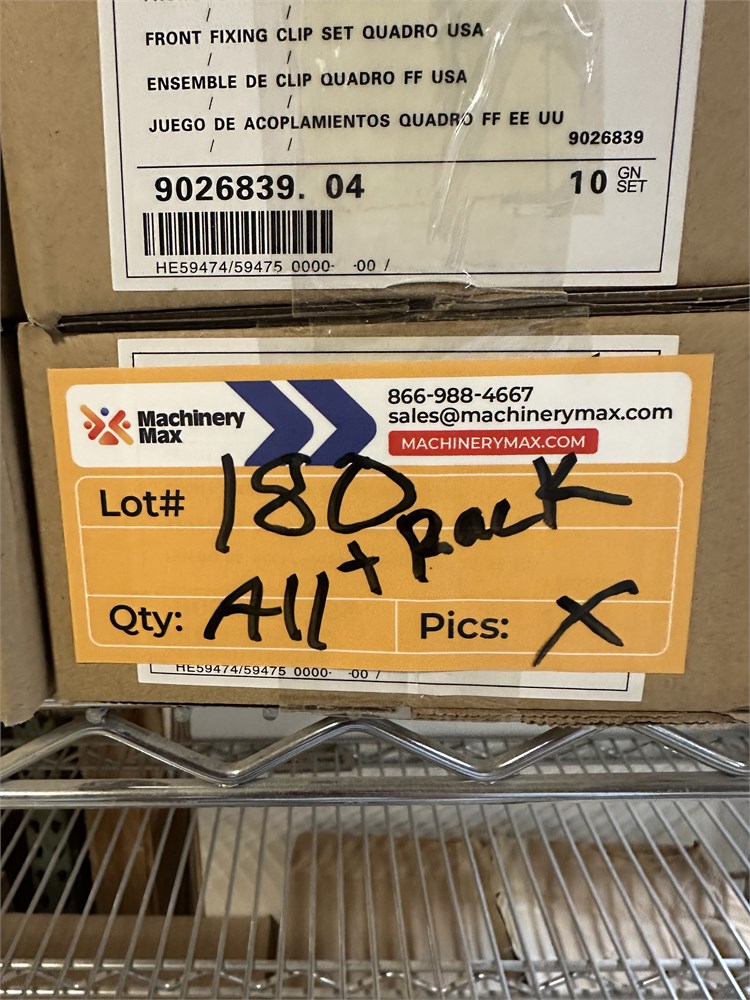 FRONT FIXING CLIP SET QUADRO USA
/ /
ENSEMBLE DE CLIP QUADRO FF USA
/ /
JUEGO DE ACOPLAMIENTOS QUADRO FF EE UU
/ /
9026839
9026839. 04
10 GN SET
HE59474/59475 0000- -00 /
Machinery Max
866-988-4667
sales@machinerymax.com
MACHINERYMAX.COM
Lot# 180
+ Rack
Qty: All
Pics: X
HE59474/59475 0000- -00 /